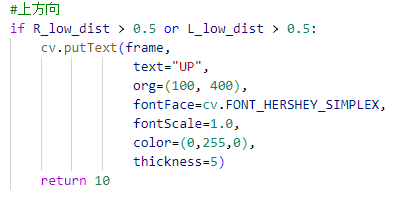 #上方向
if R_low_dist > 0.5 or L_low_dist > 0.5:
    cv.putText(frame,
               text="UP",
               org=(100, 400),
               fontFace=cv.FONT_HERSHEY_SIMPLEX,
               fontScale=1.0,
               color=(0,255,0),
               thickness=5)
    return 10